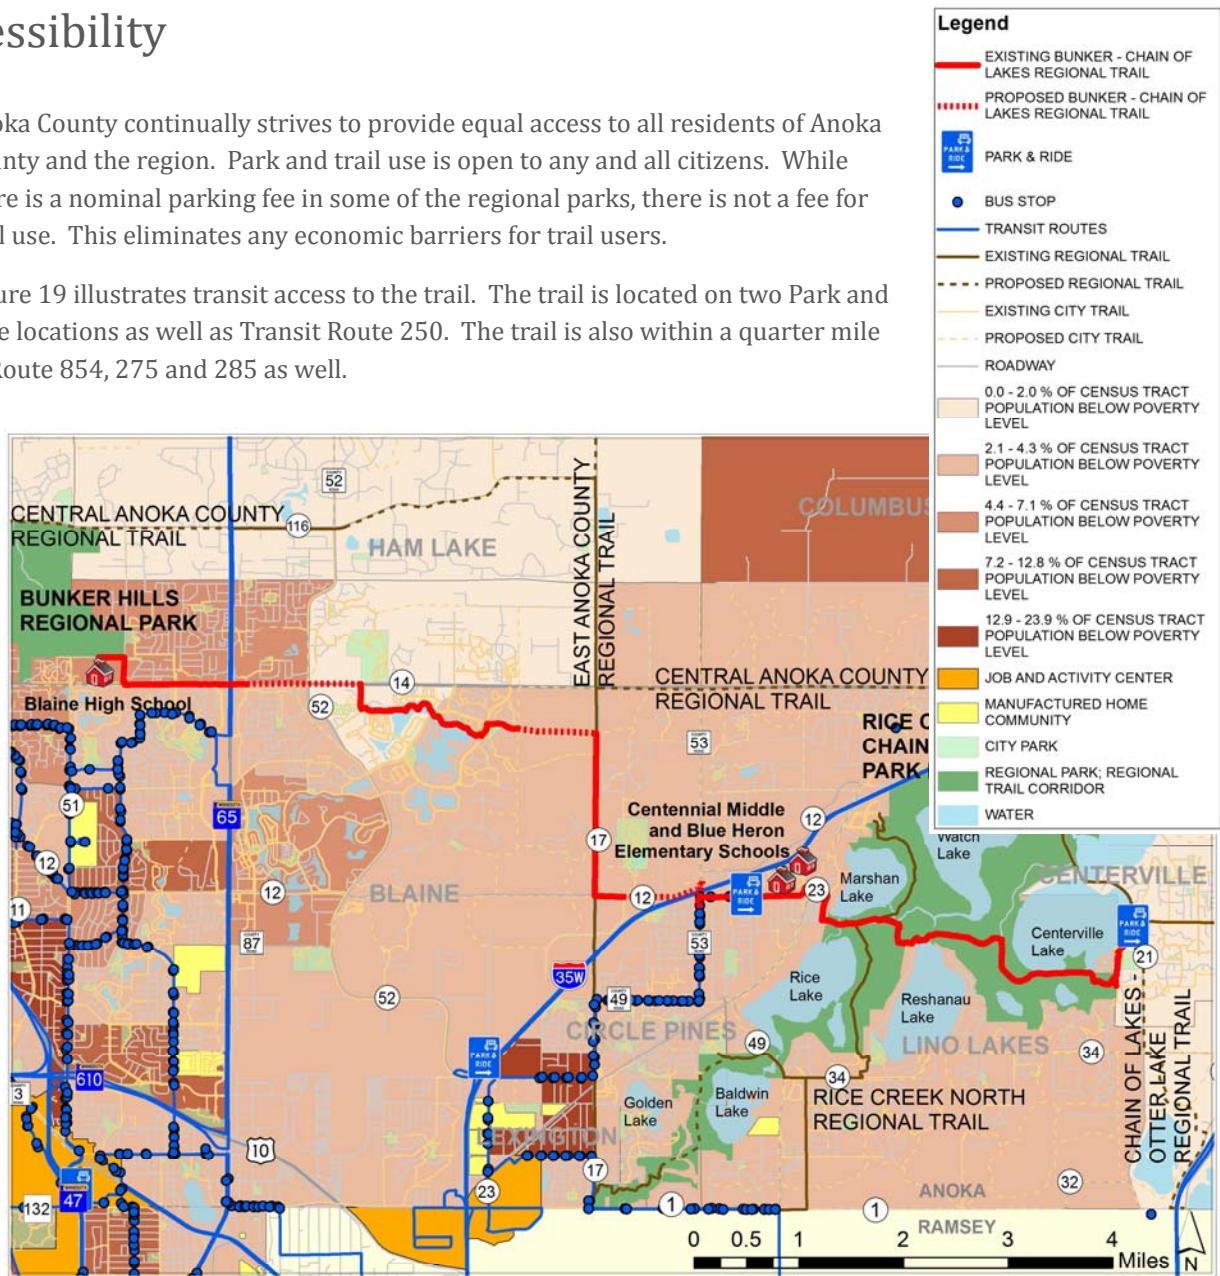 essibility
oka County continually strives to provide equal access to all residents of Anoka
unty and the region. Park and trail use is open to any and all citizens. While
re is a nominal parking fee in some of the regional parks, there is not a fee for
l use. This eliminates any economic barriers for trail users.
ure 19 illustrates transit access to the trail. The trail is located on two Park and
e locations as well as Transit Route 250. The trail is also within a quarter mile
Route 854, 275 and 285 as well.
Legend
EXISTING BUNKER - CHAIN OF
LAKES REGIONAL TRAIL
PROPOSED BUNKER - CHAIN OF
LAKES REGIONAL TRAIL
PARK &
RIDE
PARK & RIDE
BUS STOP
TRANSIT ROUTES
EXISTING REGIONAL TRAIL
PROPOSED REGIONAL TRAIL
EXISTING CITY TRAIL
PROPOSED CITY TRAIL
ROADWAY
0.0 - 2.0 % OF CENSUS TRACT
POPULATION BELOW POVERTY
LEVEL
2.1 - 4.3 % OF CENSUS TRACT
POPULATION BELOW POVERTY
LEVEL
4.4 - 7.1 % OF CENSUS TRACT
POPULATION BELOW POVERTY
LEVEL
7.2 - 12.8 % OF CENSUS TRACT
POPULATION BELOW POVERTY
LEVEL
12.9 - 23.9 % OF CENSUS TRACT
POPULATION BELOW POVERTY
LEVEL
JOB AND ACTIVITY CENTER
MANUFACTURED HOME
COMMUNITY
CITY PARK
REGIONAL PARK; REGIONAL
TRAIL CORRIDOR
WATER
52
CENTRAL ANOKA COUNTY
REGIONAL TRAIL
116
HAM LAKE
EAST ANOKA COUNTY
REGIONAL TRAIL
COLUMBUS
BUNKER HILLS
REGIONAL PARK
Blaine High School
14
52
CENTRAL ANOKA COUNTY
REGIONAL TRAIL
53
RICE C
CHAIN
PARK
51
65
12
Centennial Middle
and Blue Heron
Elementary Schools
12
17
Watch
Lake
12
BLAINE
11
12
PARK &
RIDE
23
Marshan
Lake
CENTERVILLE
Centerville
Lake
PARK &
RIDE
21
87
53
35W
52
49
Rice
Lake
Reshanau
Lake
CIRCLE PINES
LINO LAKES
49
34
34
PARK &
RIDE
610
3
Golden
Lake
Baldwin
Lake
RICE CREEK NORTH
REGIONAL TRAIL
CHAIN OF LAKES -
OTTER LAKE
REGIONAL TRAIL
LEXINGTON
10
17
47
23
132
1
1
32
ANOKA
RAMSEY
0 0.5 1 2 3 4
Miles
N